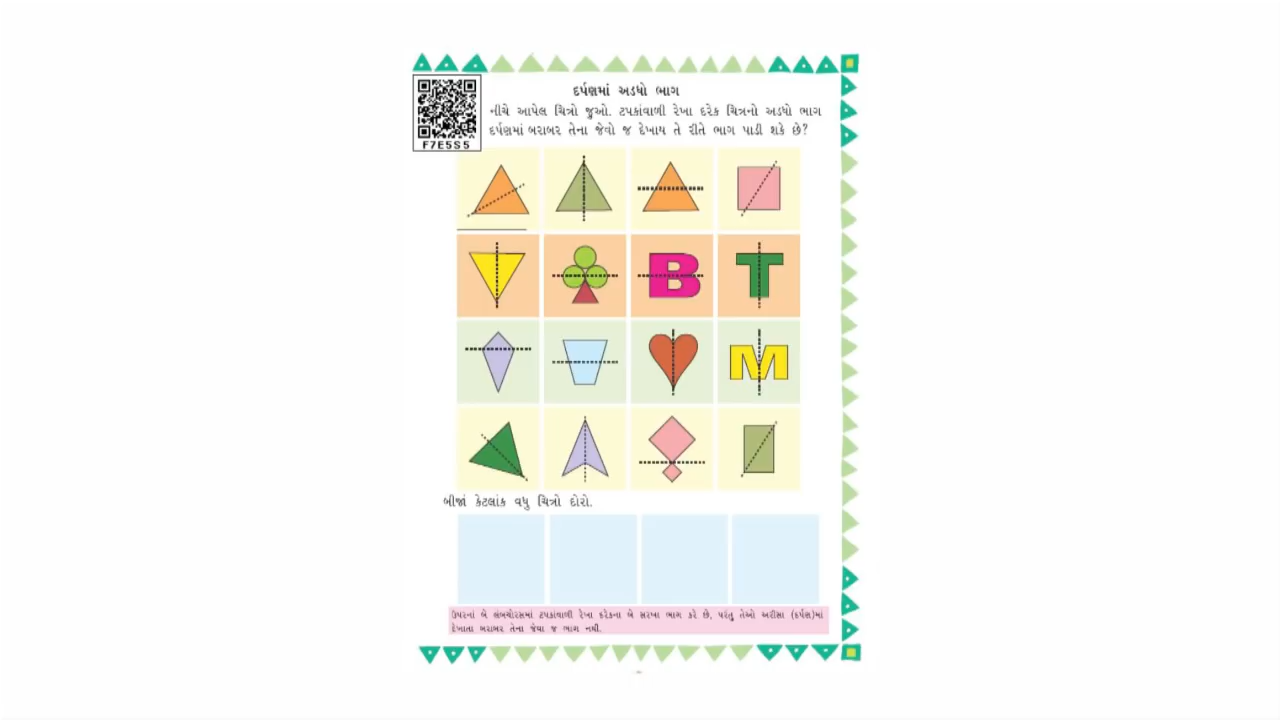 દર્પણમાં અડધો ભાગ
નીચે આપેલ ચિત્રો જુઓ. ટપકાંવાળી રેખા દરેક ચિત્રનો અડધો ભાગ
દર્પણમાં બરાબર તેના જેવો જ દેખાય તે રીતે ભાગ પાડી શકે છે?
F7E5S5
B
T
M
બીજાં કેટલાંક વધુ ચિત્રો દોરો.
ઉપરનાં બે લંબચોરસમાં ટપકાંવાળી રેખા દરેકના બે સરખા ભાગ કરે છે, પરંતુ તેઓ અરીસા (દર્પણ)માં
દેખાતા બરાબર તેના જેવા જ ભાગ નથી.